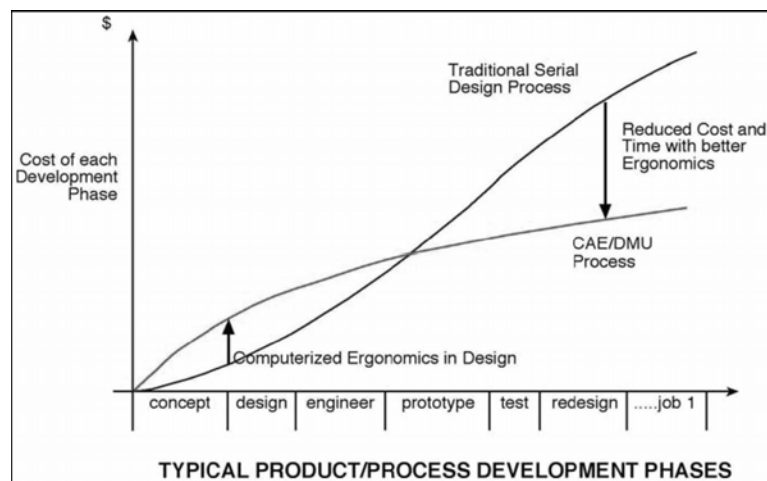 $
Traditional Serial
Design Process
Reduced Cost and
Time with better
Ergonomics
Cost of each
Development
Phase
CAE/DMU
Process
Computerized Ergonomics in Design
concept
design
engineer
prototype
test
redesign
.....job 1
TYPICAL PRODUCT/PROCESS DEVELOPMENT PHASES